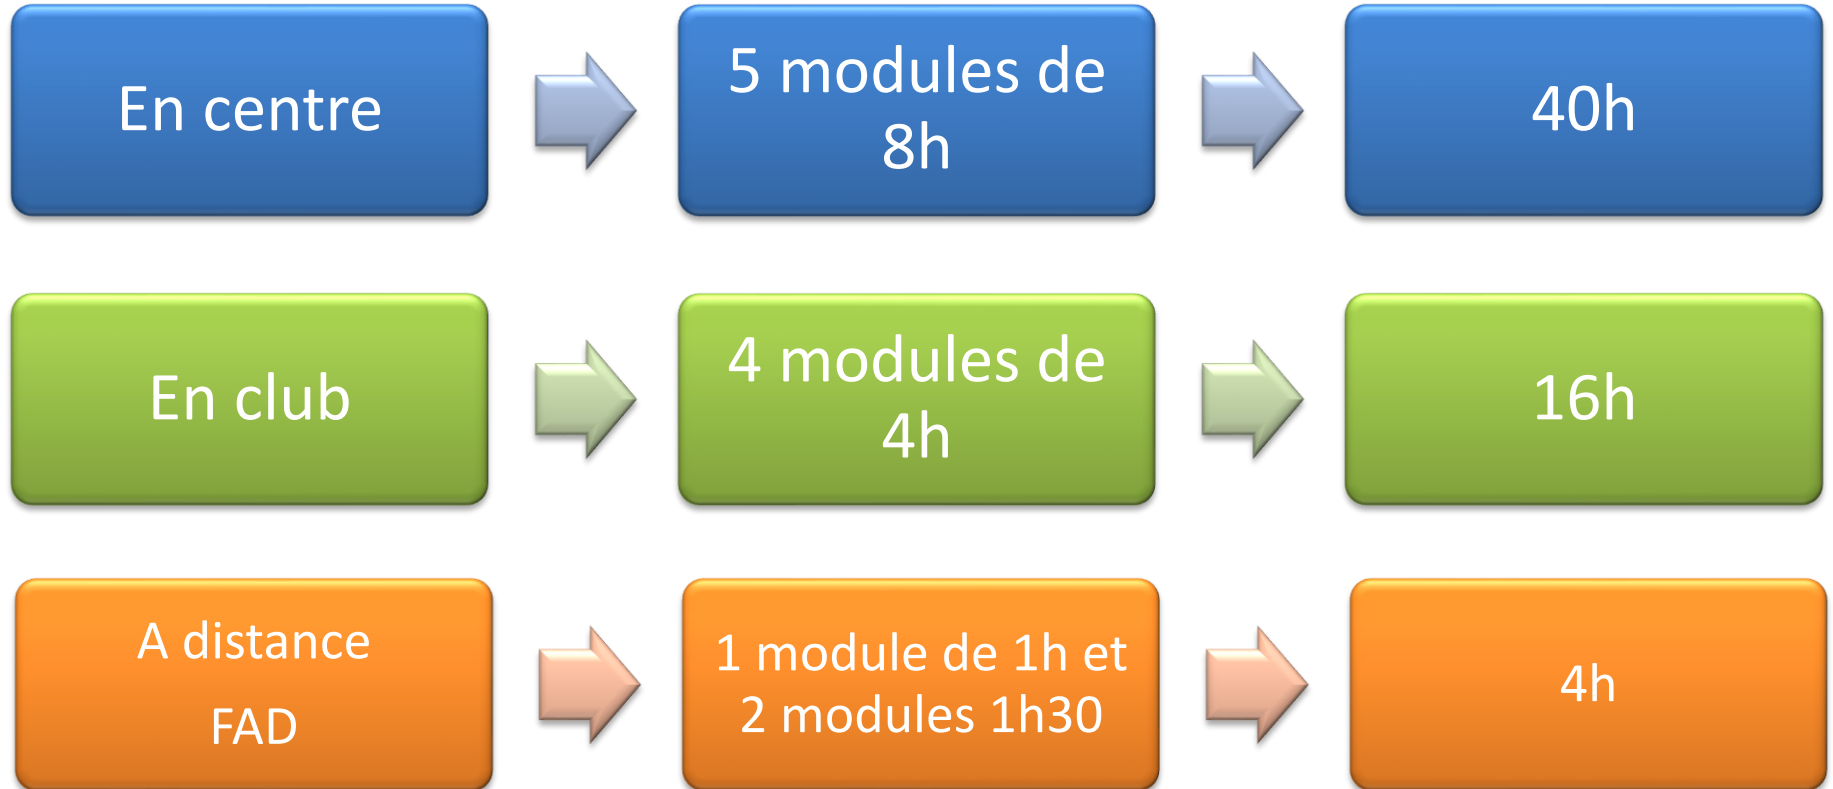 En centre
5 modules de
8h
40h
En club
4 modules de
4h
16h
A distance
FAD
1 module de 1h et
2 modules 1h30
4h